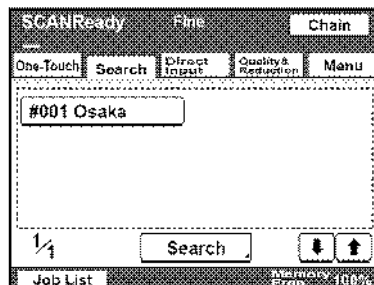 SCANReady Fine Chain
One-Touch Search Direct Input Quality & Reduction Menu
#001 Osaka
1/1 Search
Job List Memory Free 100%